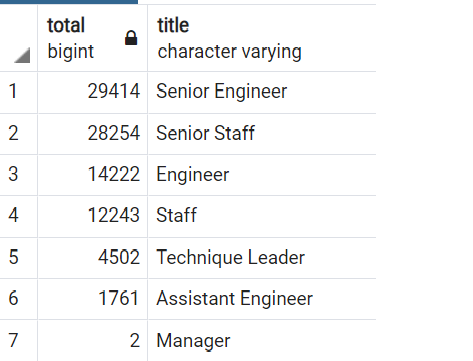 total title
bigint character varying
1 29414 Senior Engineer
2 28254 Senior Staff
3 14222 Engineer
4 12243 Staff
5 4502 Technique Leader
6 1761 Assistant Engineer
7 2 Manager